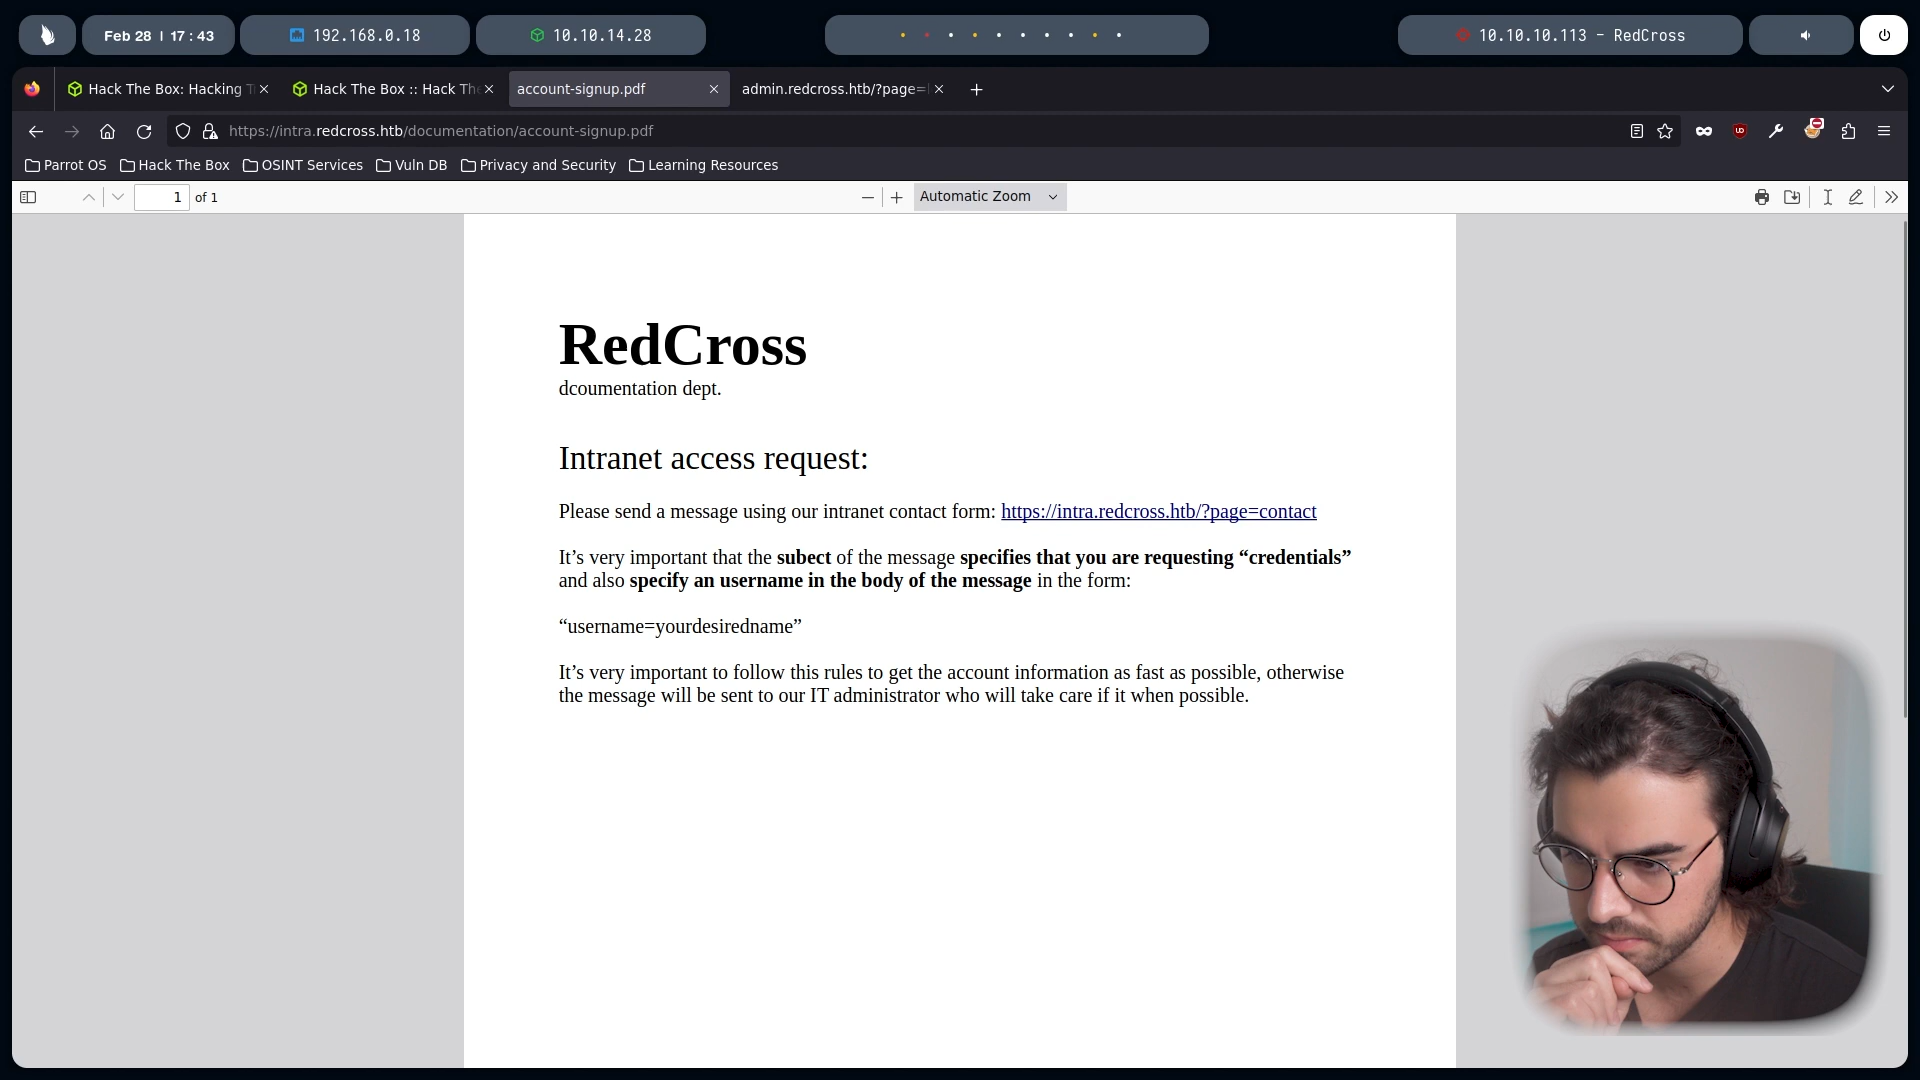 Feb 28 | 17 : 43
192.168.0.18
10.10.14.28
10.10.10.113 - RedCross
Hack The Box: Hacking T
Hack The Box :: Hack The
account-signup.pdf
admin.redcross.htb/?page=
https://intra.redcross.htb/documentation/account-signup.pdf
Parrot OS
Hack The Box
OSINT Services
Vuln DB
Privacy and Security
Learning Resources
1 of 1
Automatic Zoom
RedCross
dcoumentation dept.
Intranet access request:
Please send a message using our intranet contact form: https://intra.redcross.htb/?page=contact
It’s very important that the subect of the message specifies that you are requesting “credentials”
and also specify an username in the body of the message in the form:
“username=yourdesiredname”
It’s very important to follow this rules to get the account information as fast as possible, otherwise
the message will be sent to our IT administrator who will take care if it when possible.